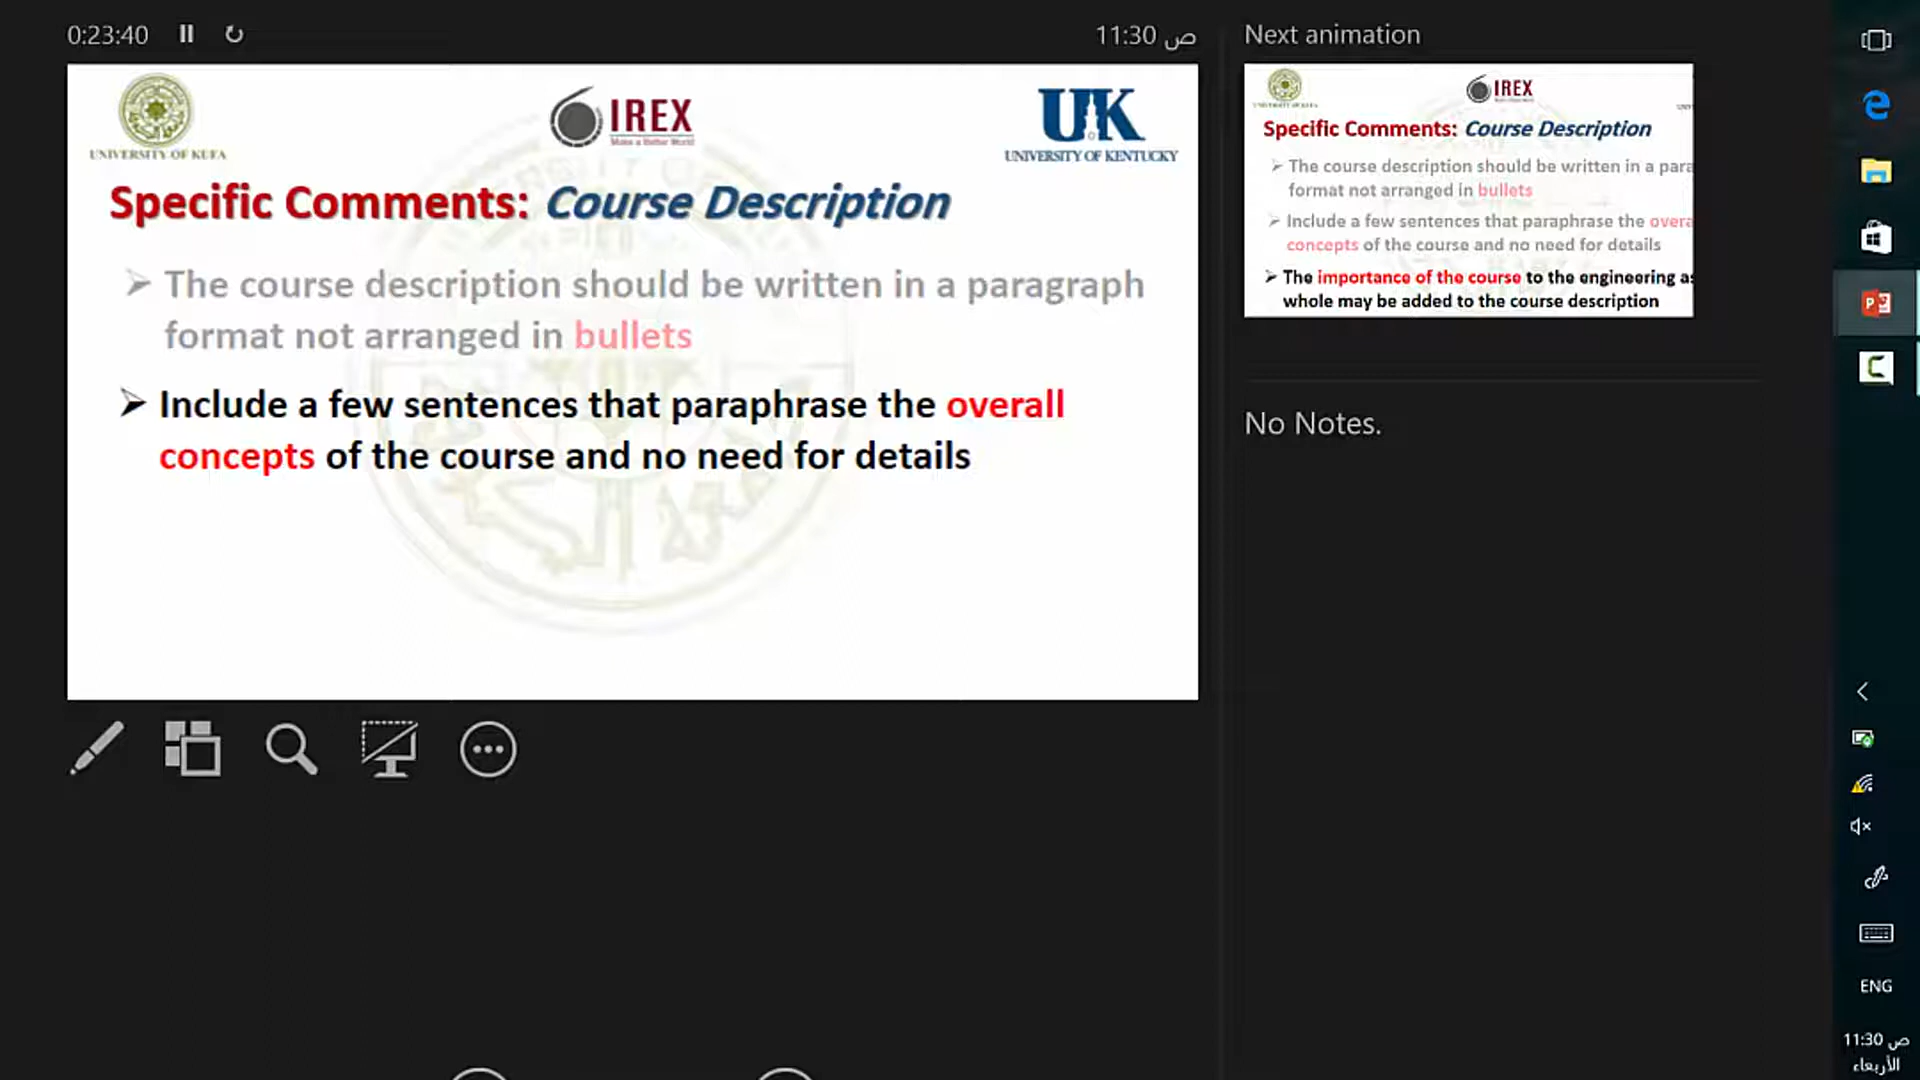 0:23:40
11:30 ص
Next animation
UNIVERSITY OF KUFA
IREX
Make a Better World
UK
UNIVERSITY OF KENTUCKY
Specific Comments: Course Description
➢ The course description should be written in a paragraph
format not arranged in bullets
➢ Include a few sentences that paraphrase the overall
concepts of the course and no need for details
IREX
Specific Comments: Course Description
➢ The course description should be written in a para
format not arranged in bullets
➢ Include a few sentences that paraphrase the overa
concepts of the course and no need for details
➢ The importance of the course to the engineering as
whole may be added to the course description
No Notes.
ENG
11:30 ص
الأربعاء